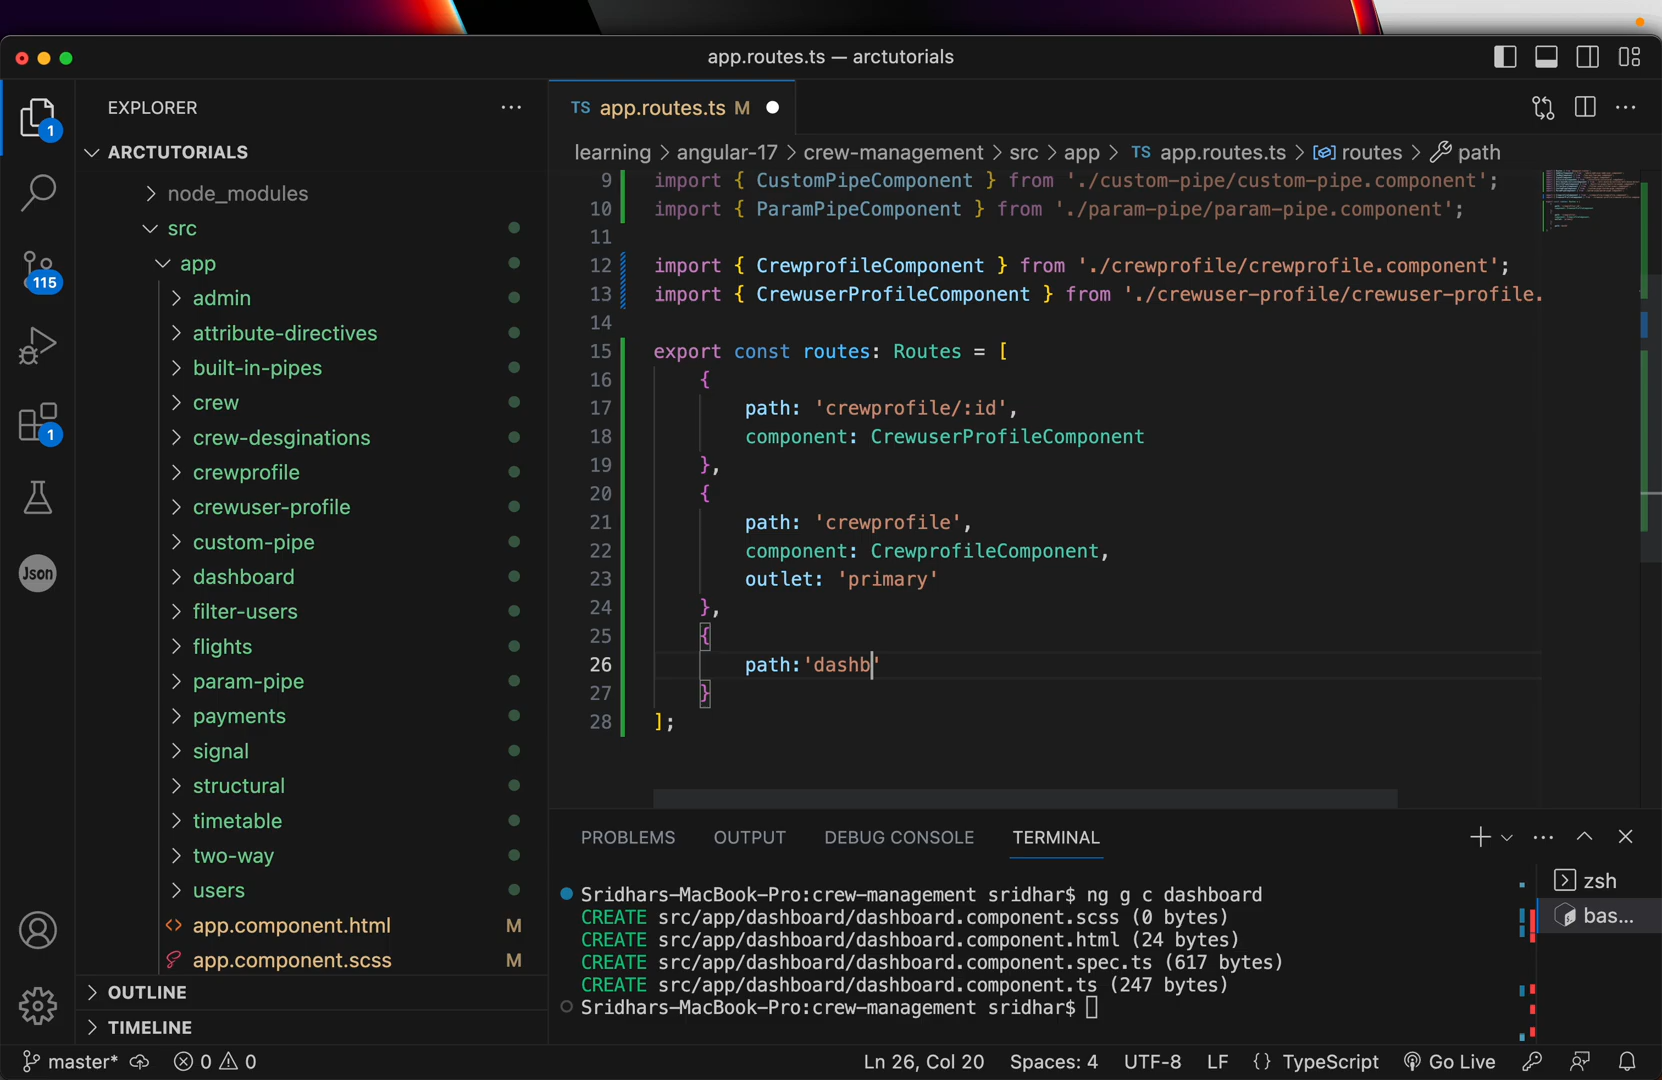 app.routes.ts — arctutorials
EXPLORER
ARCTUTORIALS
node_modules
src
app
admin
attribute-directives
built-in-pipes
crew
crew-desginations
crewprofile
crewuser-profile
custom-pipe
dashboard
filter-users
flights
param-pipe
payments
signal
structural
timetable
two-way
users
app.component.html M
app.component.scss M
OUTLINE
TIMELINE
1
115
1
Json
TS app.routes.ts M
learning > angular-17 > crew-management > src > app > TS app.routes.ts > routes > path
9 import { CustomPipeComponent } from './custom-pipe/custom-pipe.component';
10 import { ParamPipeComponent } from './param-pipe/param-pipe.component';
11
12 import { CrewprofileComponent } from './crewprofile/crewprofile.component';
13 import { CrewuserProfileComponent } from './crewuser-profile/crewuser-profile.
14
15 export const routes: Routes = [
16 {
17 path: 'crewprofile/:id',
18 component: CrewuserProfileComponent
19 },
20 {
21 path: 'crewprofile',
22 component: CrewprofileComponent,
23 outlet: 'primary'
24 },
25 {
26 path:'dashb'
27 }
28 ];
PROBLEMS OUTPUT DEBUG CONSOLE TERMINAL
Sridhars-MacBook-Pro:crew-management sridhar$ ng g c dashboard
CREATE src/app/dashboard/dashboard.component.scss (0 bytes)
CREATE src/app/dashboard/dashboard.component.html (24 bytes)
CREATE src/app/dashboard/dashboard.component.spec.ts (617 bytes)
CREATE src/app/dashboard/dashboard.component.ts (247 bytes)
Sridhars-MacBook-Pro:crew-management sridhar$
zsh
bas...
master* 0 0 Ln 26, Col 20 Spaces: 4 UTF-8 LF {} TypeScript Go Live